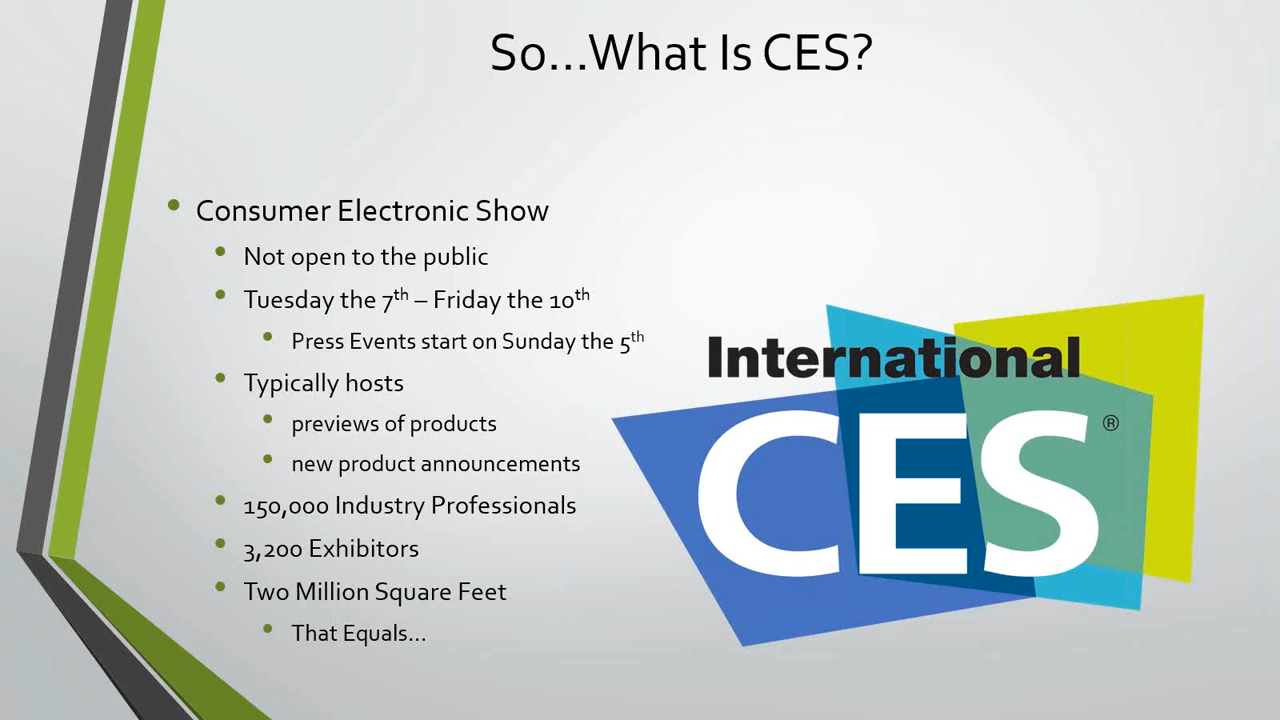 So...What Is CES?
Consumer Electronic Show
Not open to the public
Tuesday the 7th – Friday the 10th
Press Events start on Sunday the 5th
Typically hosts
previews of products
new product announcements
150,000 Industry Professionals
3,200 Exhibitors
Two Million Square Feet
That Equals...
International
CES®